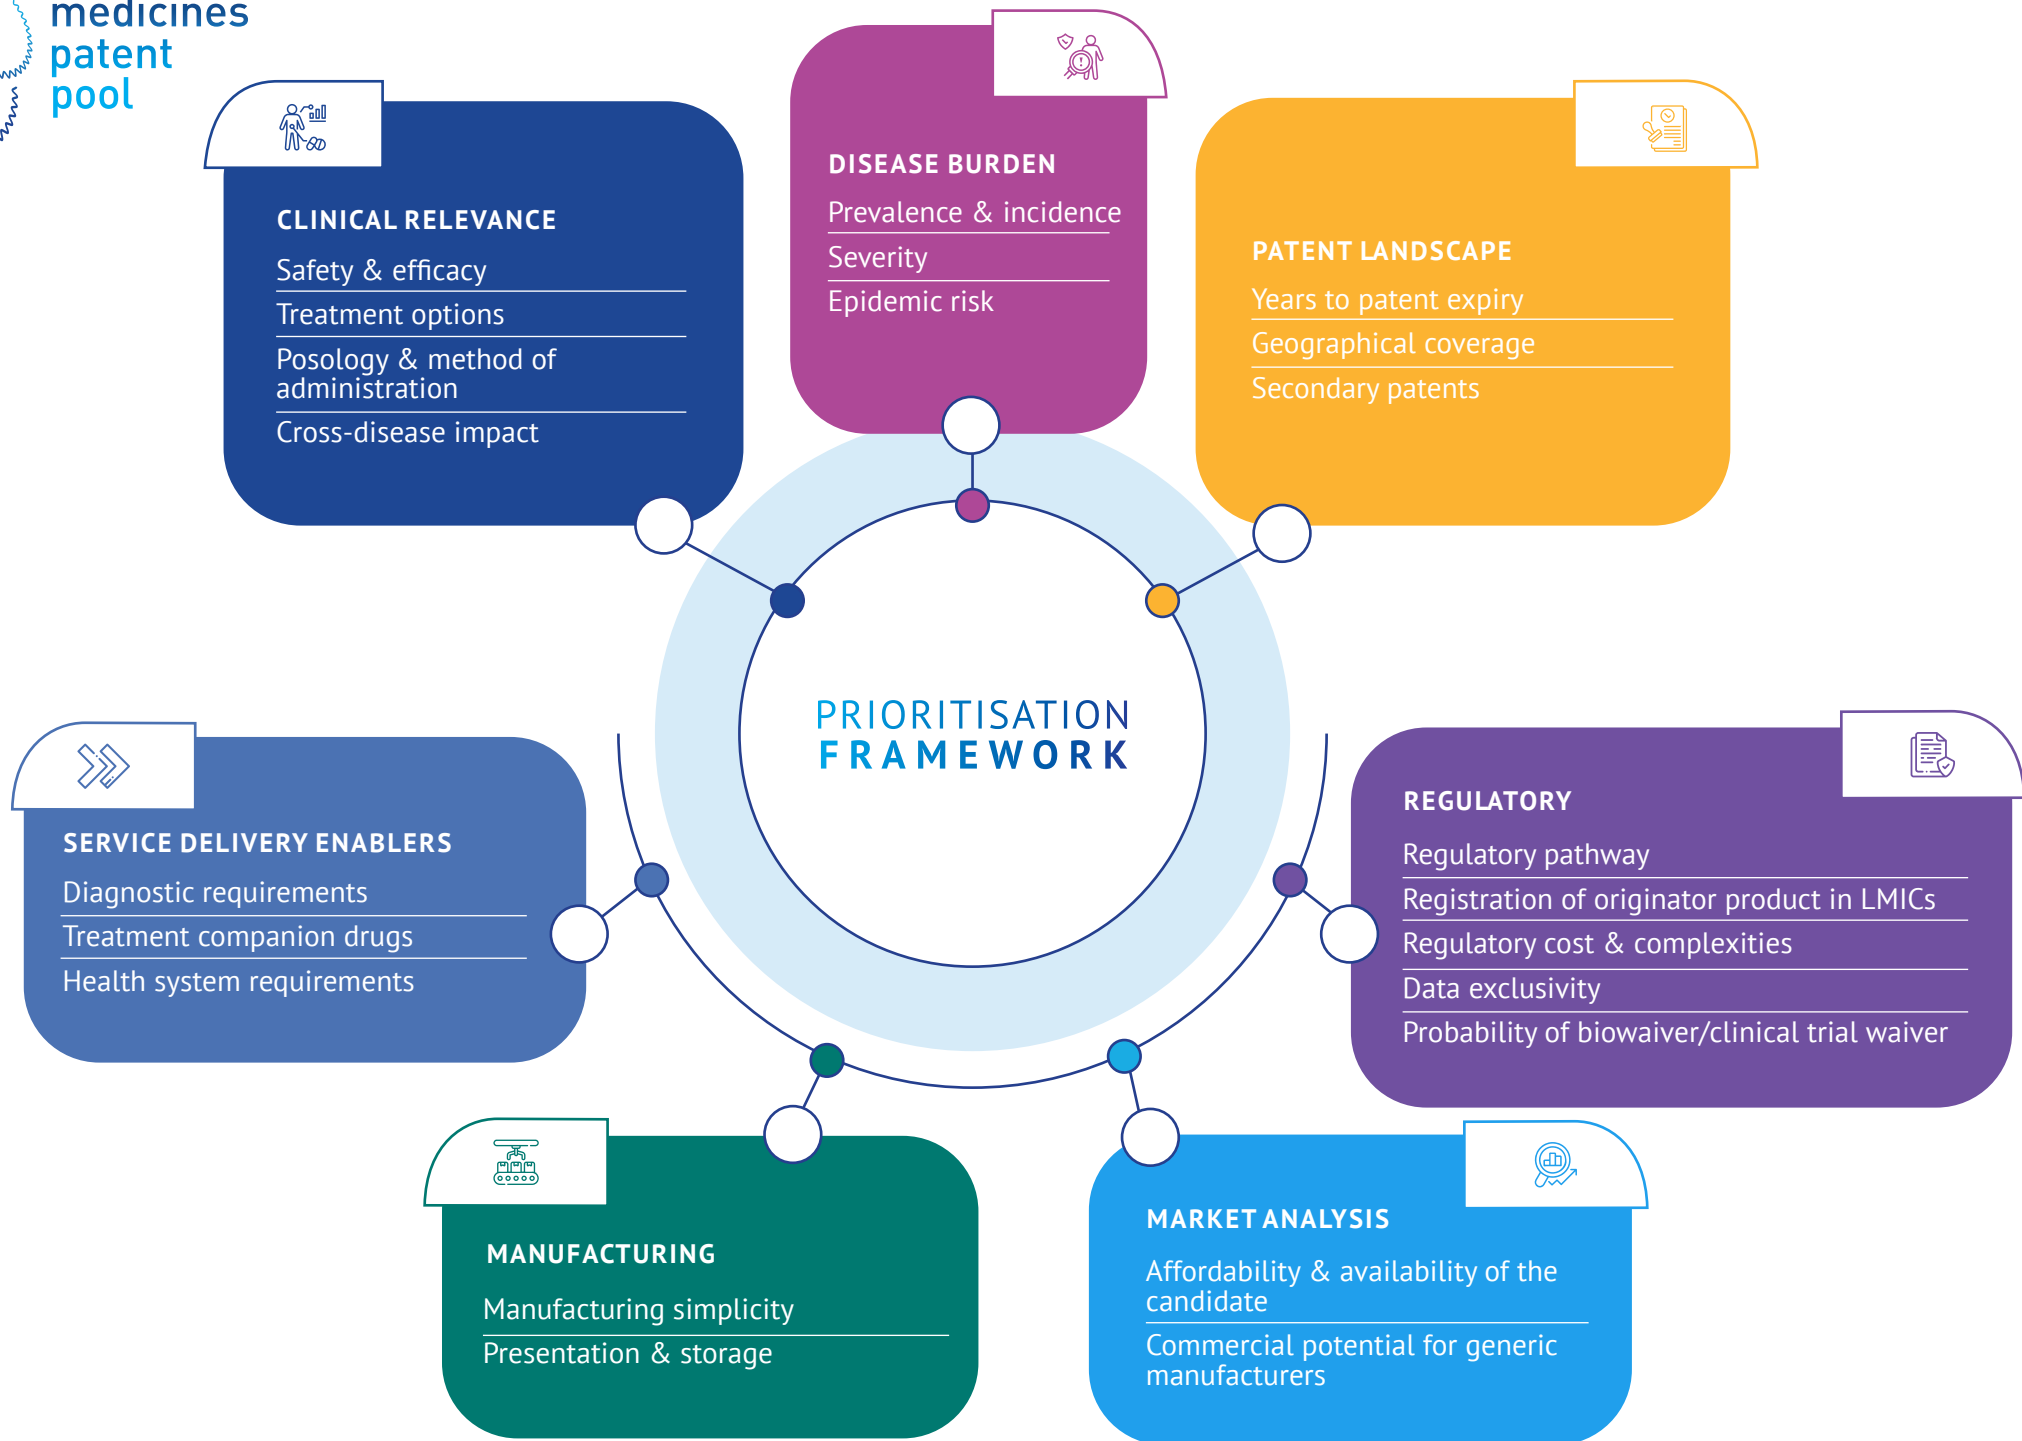 medicines
patent
pool
CLINICAL RELEVANCE
Safety & efficacy
Treatment options
Posology & method of
administration
Cross-disease impact
DISEASE BURDEN
Prevalence & incidence
Severity
Epidemic risk
PATENT LANDSCAPE
Years to patent expiry
Geographical coverage
Secondary patents
PRIORITISATION
FRAMEWORK
SERVICE DELIVERY ENABLERS
Diagnostic requirements
Treatment companion drugs
Health system requirements
REGULATORY
Regulatory pathway
Registration of originator product in LMICs
Regulatory cost & complexities
Data exclusivity
Probability of biowaiver/clinical trial waiver
MANUFACTURING
Manufacturing simplicity
Presentation & storage
MARKET ANALYSIS
Affordability & availability of the
candidate
Commercial potential for generic
manufacturers